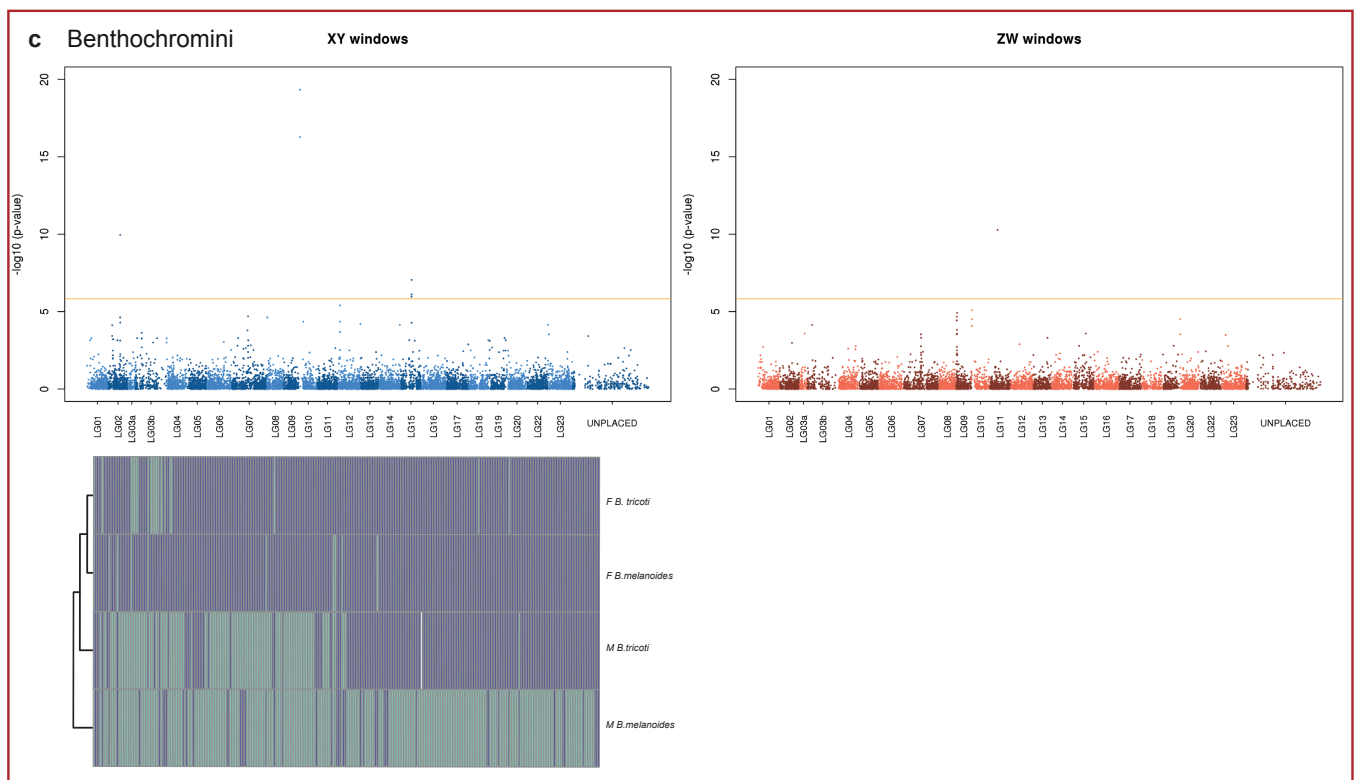 c Benthochromini
XY windows
ZW windows
20
15
10
5
0
-log10 (p-value)
LG01 LG02 LG03a LG03b LG04 LG05 LG06 LG07 LG08 LG009 LG10 LG11 LG12 LG13 LG14 LG15 LG16 LG17 LG18 LG19 LG20 LG22 LG23 UNPLACED
20
15
10
5
0
-log10 (p-value)
LG01 LG02 LG03a LG03b LG04 LG05 LG06 LG07 LG08 LG009 LG10 LG11 LG12 LG13 LG14 LG15 LG16 LG17 LG18 LG19 LG20 LG22 LG23 UNPLACED
F B. tricoti
F B.melanoides
M B.tricoti
M B.melanoides